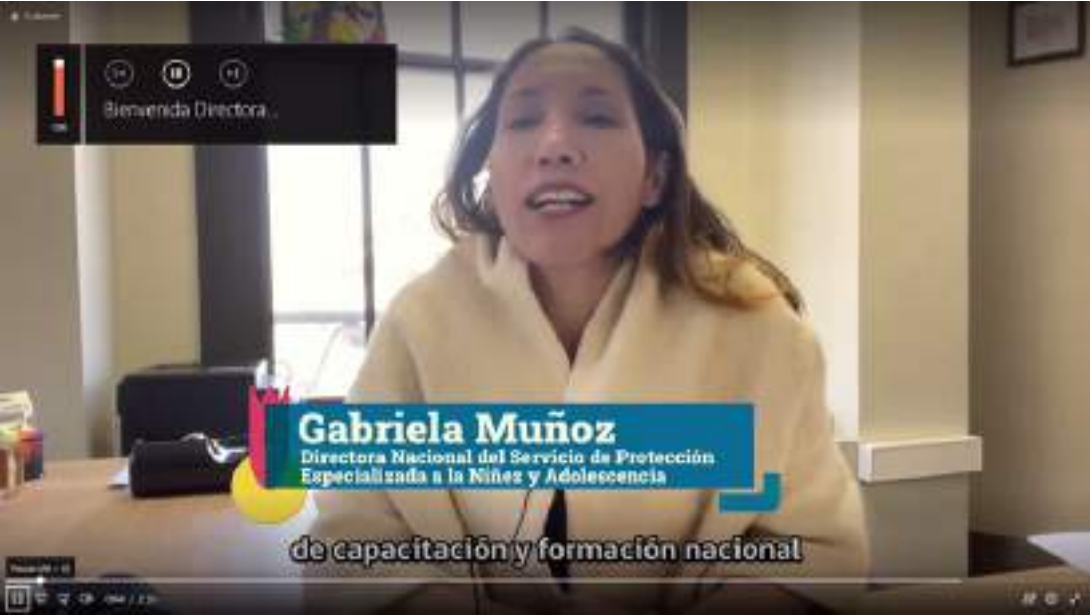 Bienvenida Directora...
Gabriela Muñoz
Directora Nacional del Servicio de Protección
Especializada a la Niñez y Adolescencia
de capacitación y formación nacional